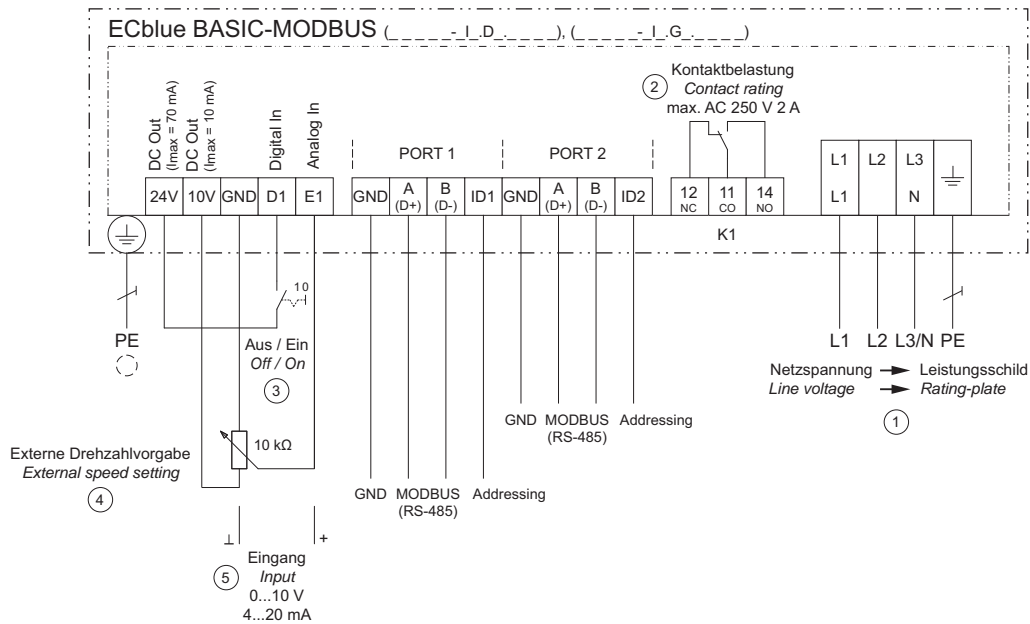 ECblue BASIC-MODBUS (_ _ _ _ _-_I_.D_._ _ _ _), (_ _ _ _ _-_I_.G_._ _ _ _)
Kontaktbelastung
Contact rating
max. AC 250 V 2 A
2
DC Out
(Imax = 70 mA)
DC Out
(Imax = 10 mA)
Digital In
Analog In
PORT 1
PORT 2
24V
10V
GND
D1
E1
GND
A
(D+)
B
(D-)
ID1
GND
A
(D+)
B
(D-)
ID2
12
NC
11
CO
14
NO
L1
L1
L2
L3
N
K1
1 0
PE
Aus / Ein
Off / On
3
L1
L2
L3/N
PE
Netzspannung
Leistungsschild
Line voltage
Rating-plate
1
GND
MODBUS
(RS-485)
Addressing
10 kΩ
Externe Drehzahlvorgabe
External speed setting
4
GND
MODBUS
(RS-485)
Addressing
⊥
+
Eingang
Input
0...10 V
4...20 mA
5